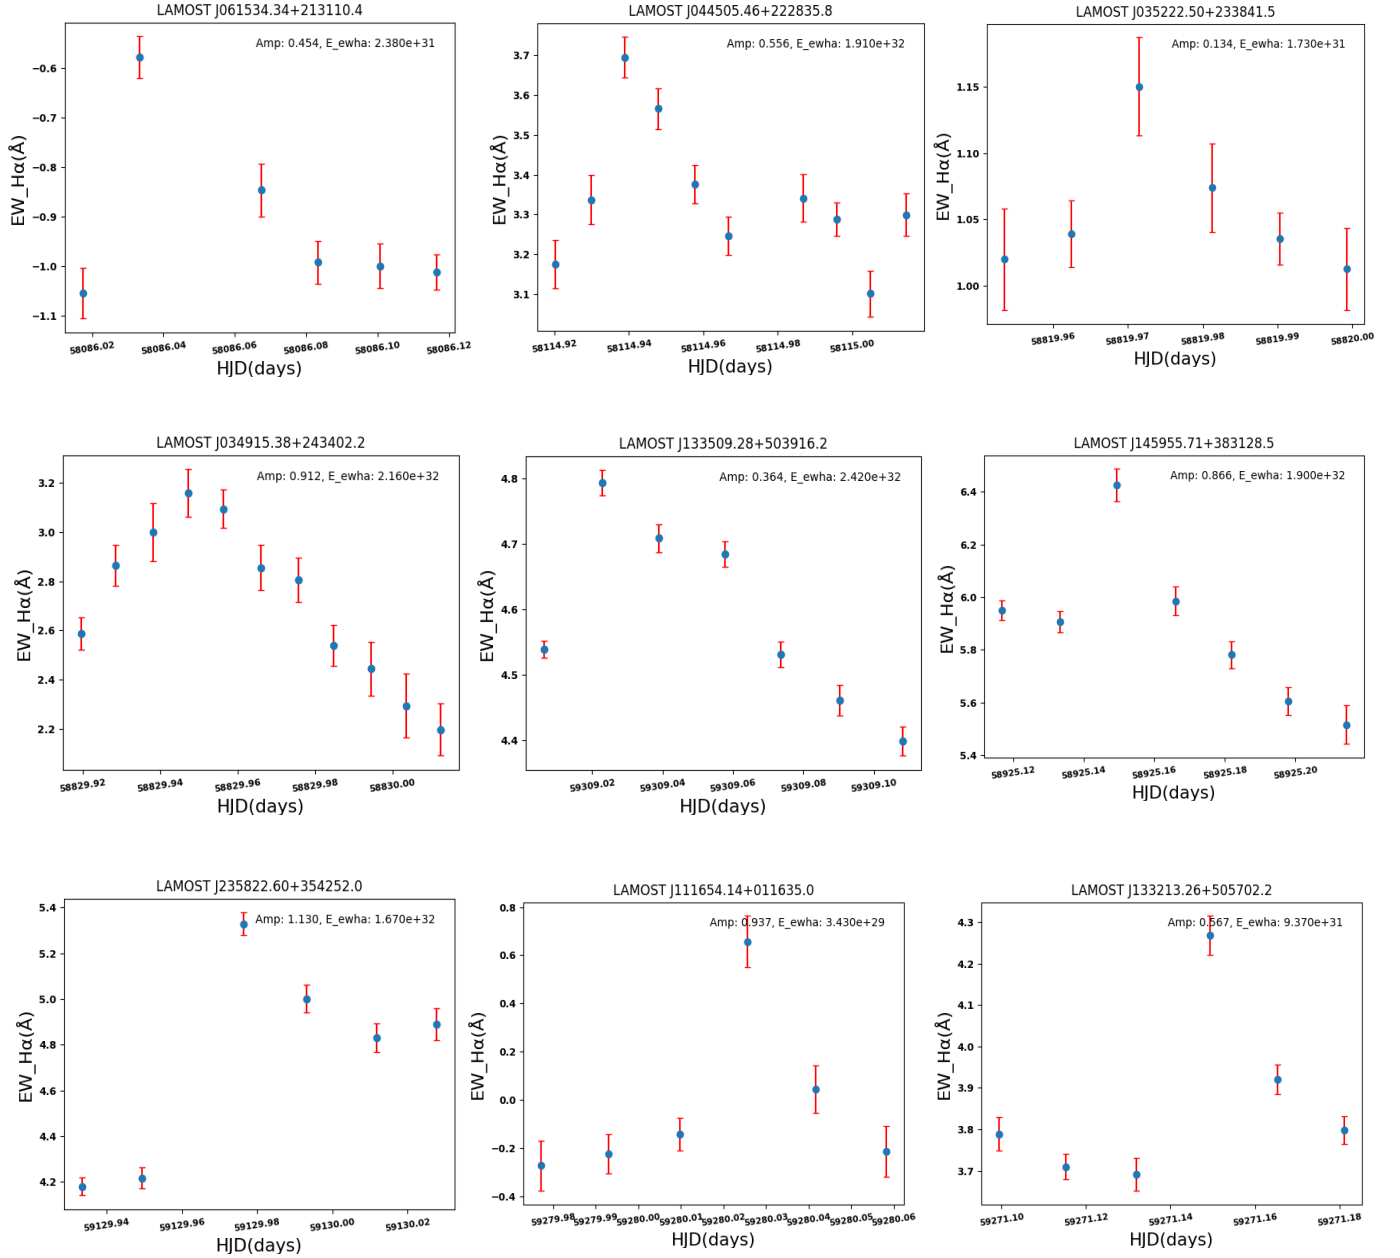 LAMOST J061534.34+213110.4
Amp: 0.454, E_ewha: 2.380e+31
EW_Hα(Å)
−0.6
−0.7
−0.8
−0.9
−1.0
−1.1
58086.02 58086.04 58086.06 58086.08 58086.10 58086.12
HJD(days)
LAMOST J044505.46+222835.8
Amp: 0.556, E_ewha: 1.910e+32
EW_Hα(Å)
3.7
3.6
3.5
3.4
3.3
3.2
3.1
58114.92 58114.94 58114.96 58114.98 58115.00
HJD(days)
LAMOST J035222.50+233841.5
Amp: 0.134, E_ewha: 1.730e+31
EW_Hα(Å)
1.15
1.10
1.05
1.00
58819.96 58819.97 58819.98 58819.99 58820.00
HJD(days)
LAMOST J034915.38+243402.2
Amp: 0.912, E_ewha: 2.160e+32
EW_Hα(Å)
3.2
3.0
2.8
2.6
2.4
2.2
58829.92 58829.94 58829.96 58829.98 58830.00
HJD(days)
LAMOST J133509.28+503916.2
Amp: 0.364, E_ewha: 2.420e+32
EW_Hα(Å)
4.8
4.7
4.6
4.5
4.4
59309.02 59309.04 59309.06 59309.08 59309.10
HJD(days)
LAMOST J145955.71+383128.5
Amp: 0.866, E_ewha: 1.900e+32
EW_Hα(Å)
6.4
6.2
6.0
5.8
5.6
5.4
58925.12 58925.14 58925.16 58925.18 58925.20
HJD(days)
LAMOST J235822.60+354252.0
Amp: 1.130, E_ewha: 1.670e+32
EW_Hα(Å)
5.4
5.2
5.0
4.8
4.6
4.4
4.2
59129.94 59129.96 59129.98 59130.00 59130.02
HJD(days)
LAMOST J111654.14+011635.0
Amp: 0.937, E_ewha: 3.430e+29
EW_Hα(Å)
0.8
0.6
0.4
0.2
0.0
−0.2
−0.4
59279.98 59279.99 59280.00 59280.01 59280.02 59280.03 59280.04 59280.05 59280.06
HJD(days)
LAMOST J133213.26+505702.2
Amp: 0.567, E_ewha: 9.370e+31
EW_Hα(Å)
4.3
4.2
4.1
4.0
3.9
3.8
3.7
59271.10 59271.12 59271.14 59271.16 59271.18
HJD(days)